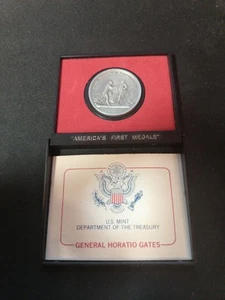 "AMERICA'S FIRST MEDALS"
U.S. MINT
DEPARTMENT OF THE TREASURY
GENERAL HORATIO GATES